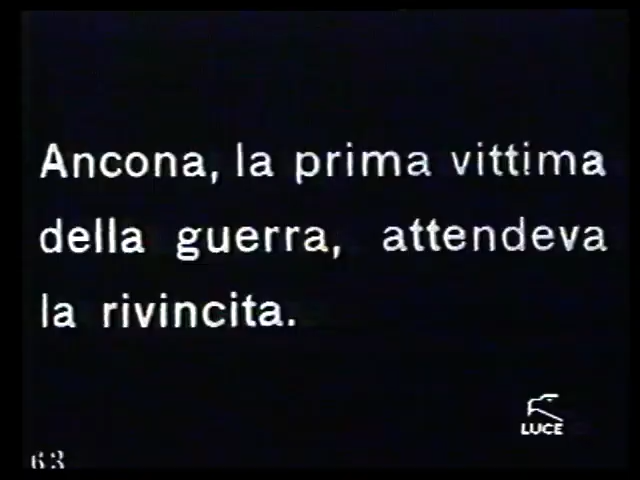 Ancona, la prima vittima
della guerra, attendeva
la rivincita.
LUCE
63